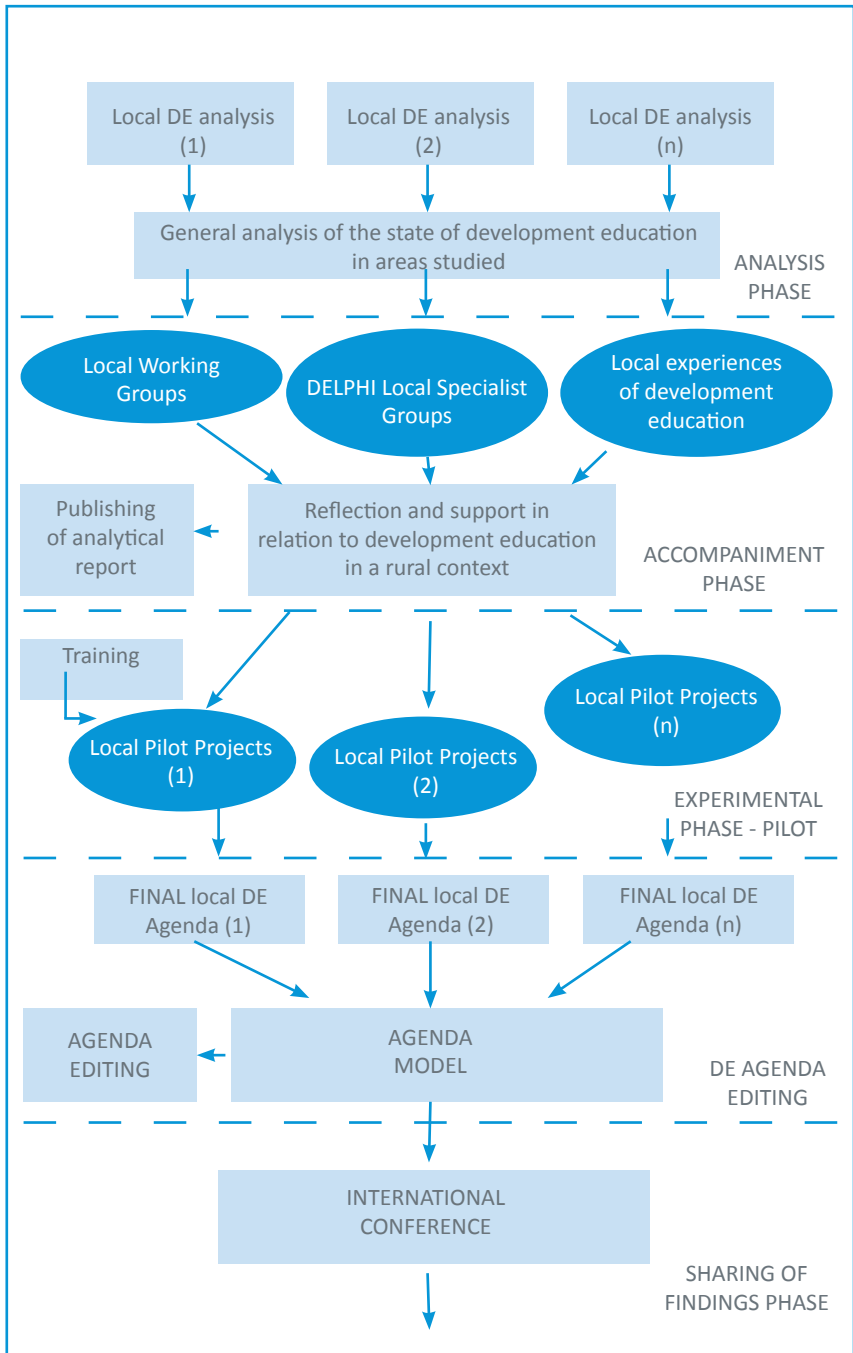 Local DE analysis
(1)
Local DE analysis
(2)
Local DE analysis
(n)
General analysis of the state of development education
in areas studied
ANALYSIS
PHASE
Local Working
Groups
DELPHI Local Specialist
Groups
Local experiences
of development
education
Publishing
of analytical
report
Reflection and support in
relation to development education
in a rural context
ACCOMPANIMENT
PHASE
Training
Local Pilot Projects
(1)
Local Pilot Projects
(2)
Local Pilot Projects
(n)
EXPERIMENTAL
PHASE - PILOT
FINAL local DE
Agenda (1)
FINAL local DE
Agenda (2)
FINAL local DE
Agenda (n)
AGENDA
EDITING
AGENDA
MODEL
DE AGENDA
EDITING
INTERNATIONAL
CONFERENCE
SHARING OF
FINDINGS PHASE